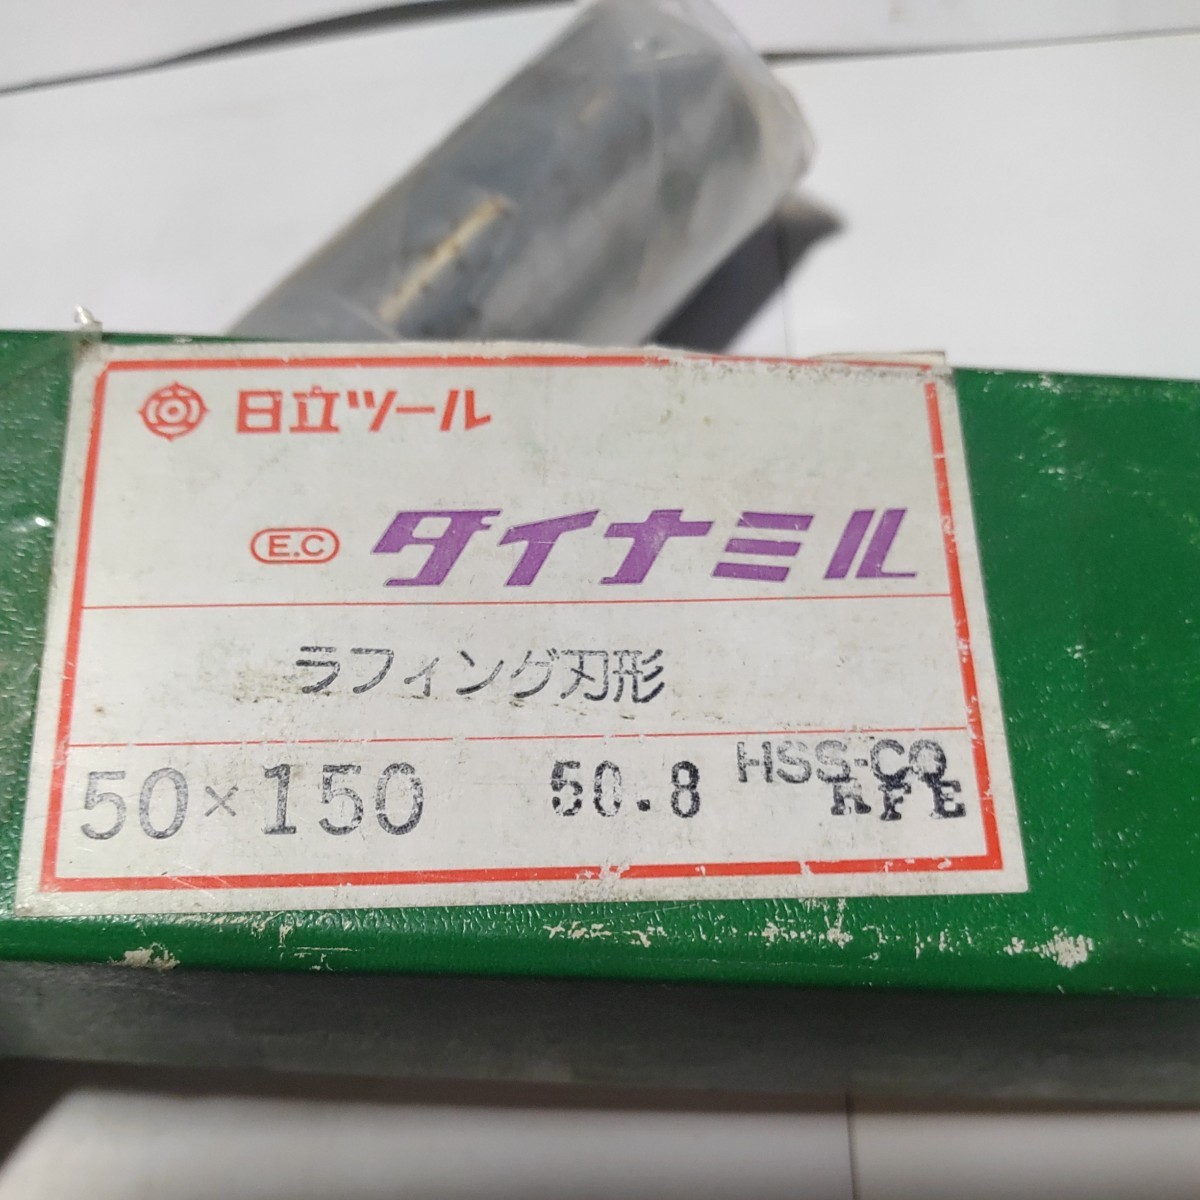 日立ツール
E.C ダイナミル
ラフィング刃形
50×150 50.8 HSS-CO
RFE